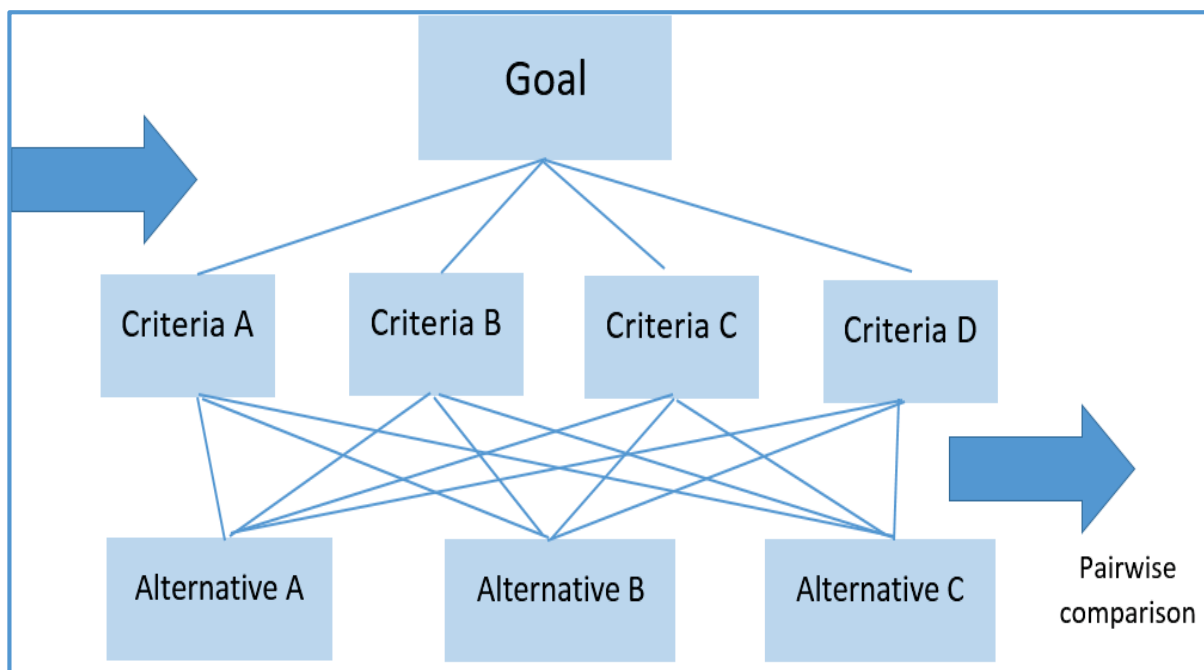 Goal
Criteria A
Criteria B
Criteria C
Criteria D
Alternative A
Alternative B
Alternative C
Pairwise
comparison